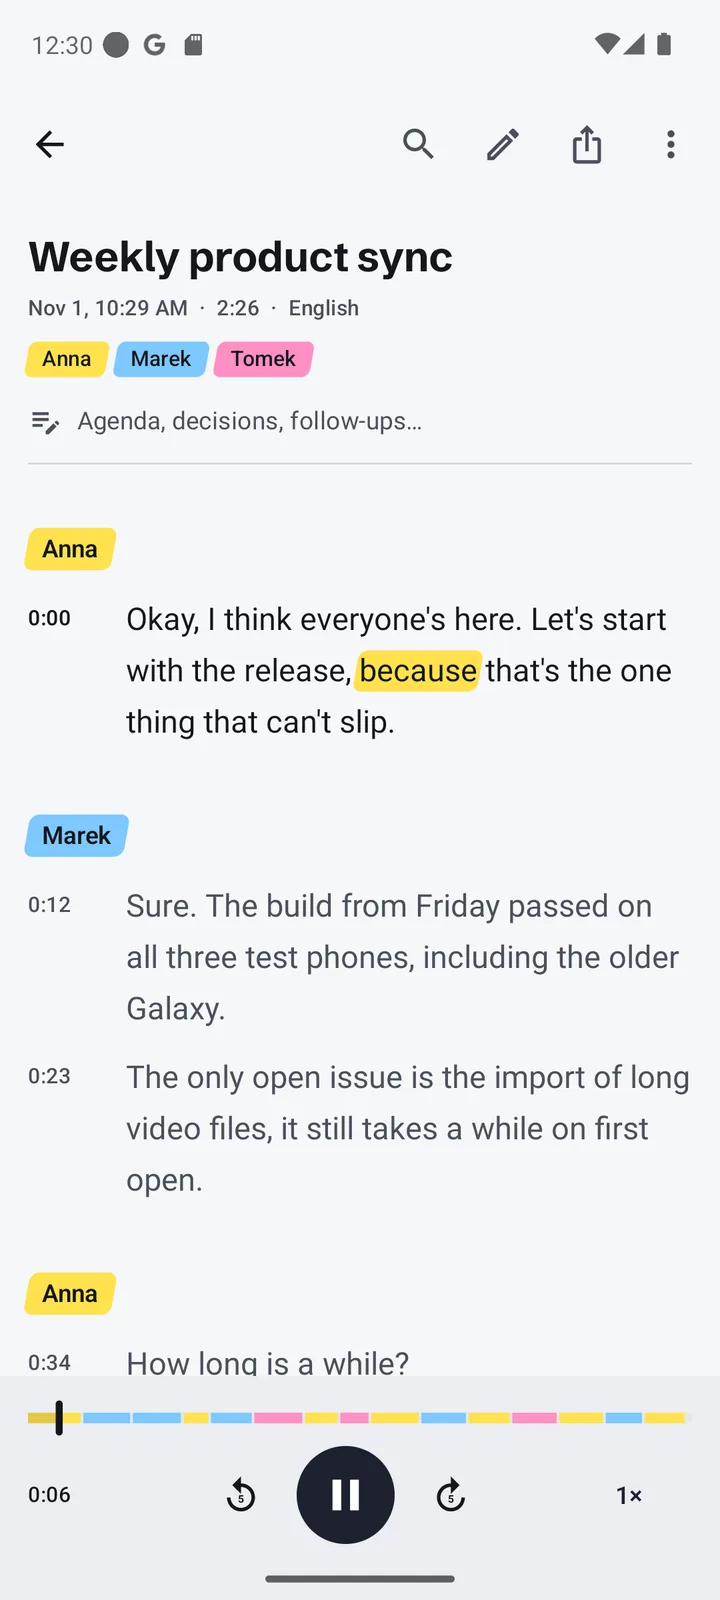 12:30
Weekly product sync
Nov 1, 10:29 AM · 2:26 · English
Anna Marek Tomek
Agenda, decisions, follow-ups…
Anna
0:00 Okay, I think everyone's here. Let's start
with the release, because that's the one
thing that can't slip.
Marek
0:12 Sure. The build from Friday passed on
all three test phones, including the older
Galaxy.
0:23 The only open issue is the import of long
video files, it still takes a while on first
open.
Anna
0:34 How long is a while?
0:06 5 5 1×